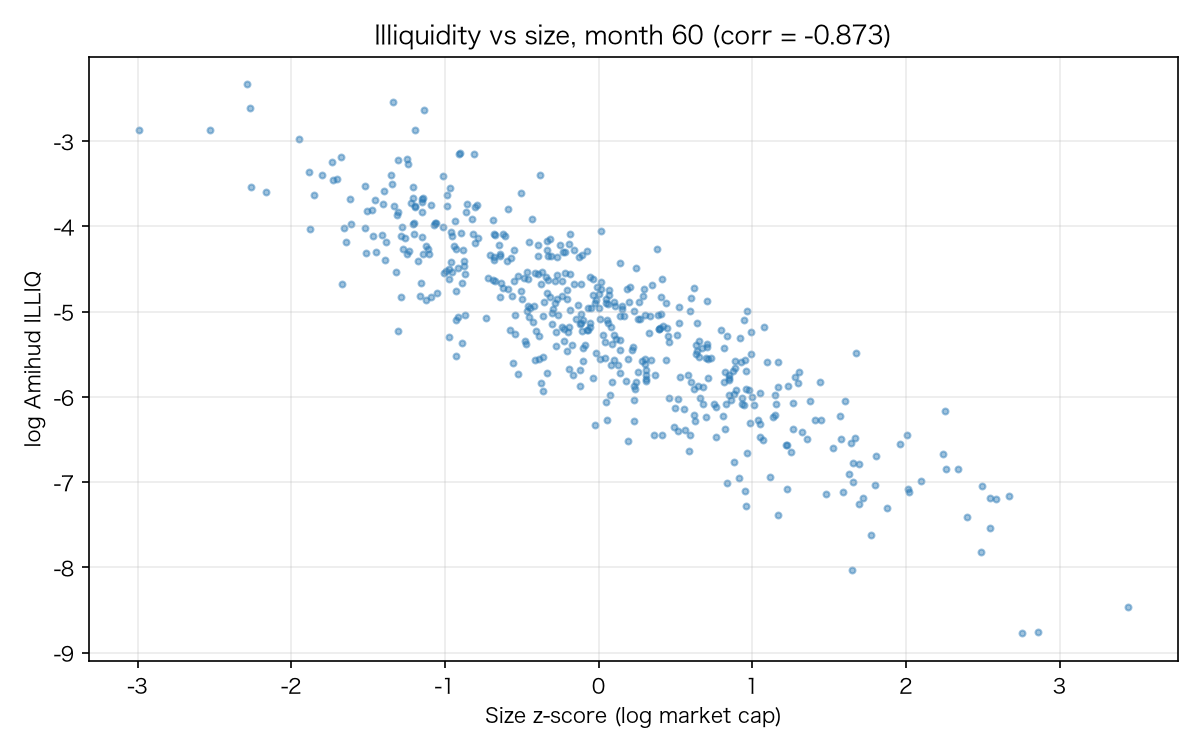 Illiquidity vs size, month 60 (corr = -0.873)
log Amihud ILLIQ
-3
-4
-5
-6
-7
-8
-9
-3 -2 -1 0 1 2 3
Size z-score (log market cap)